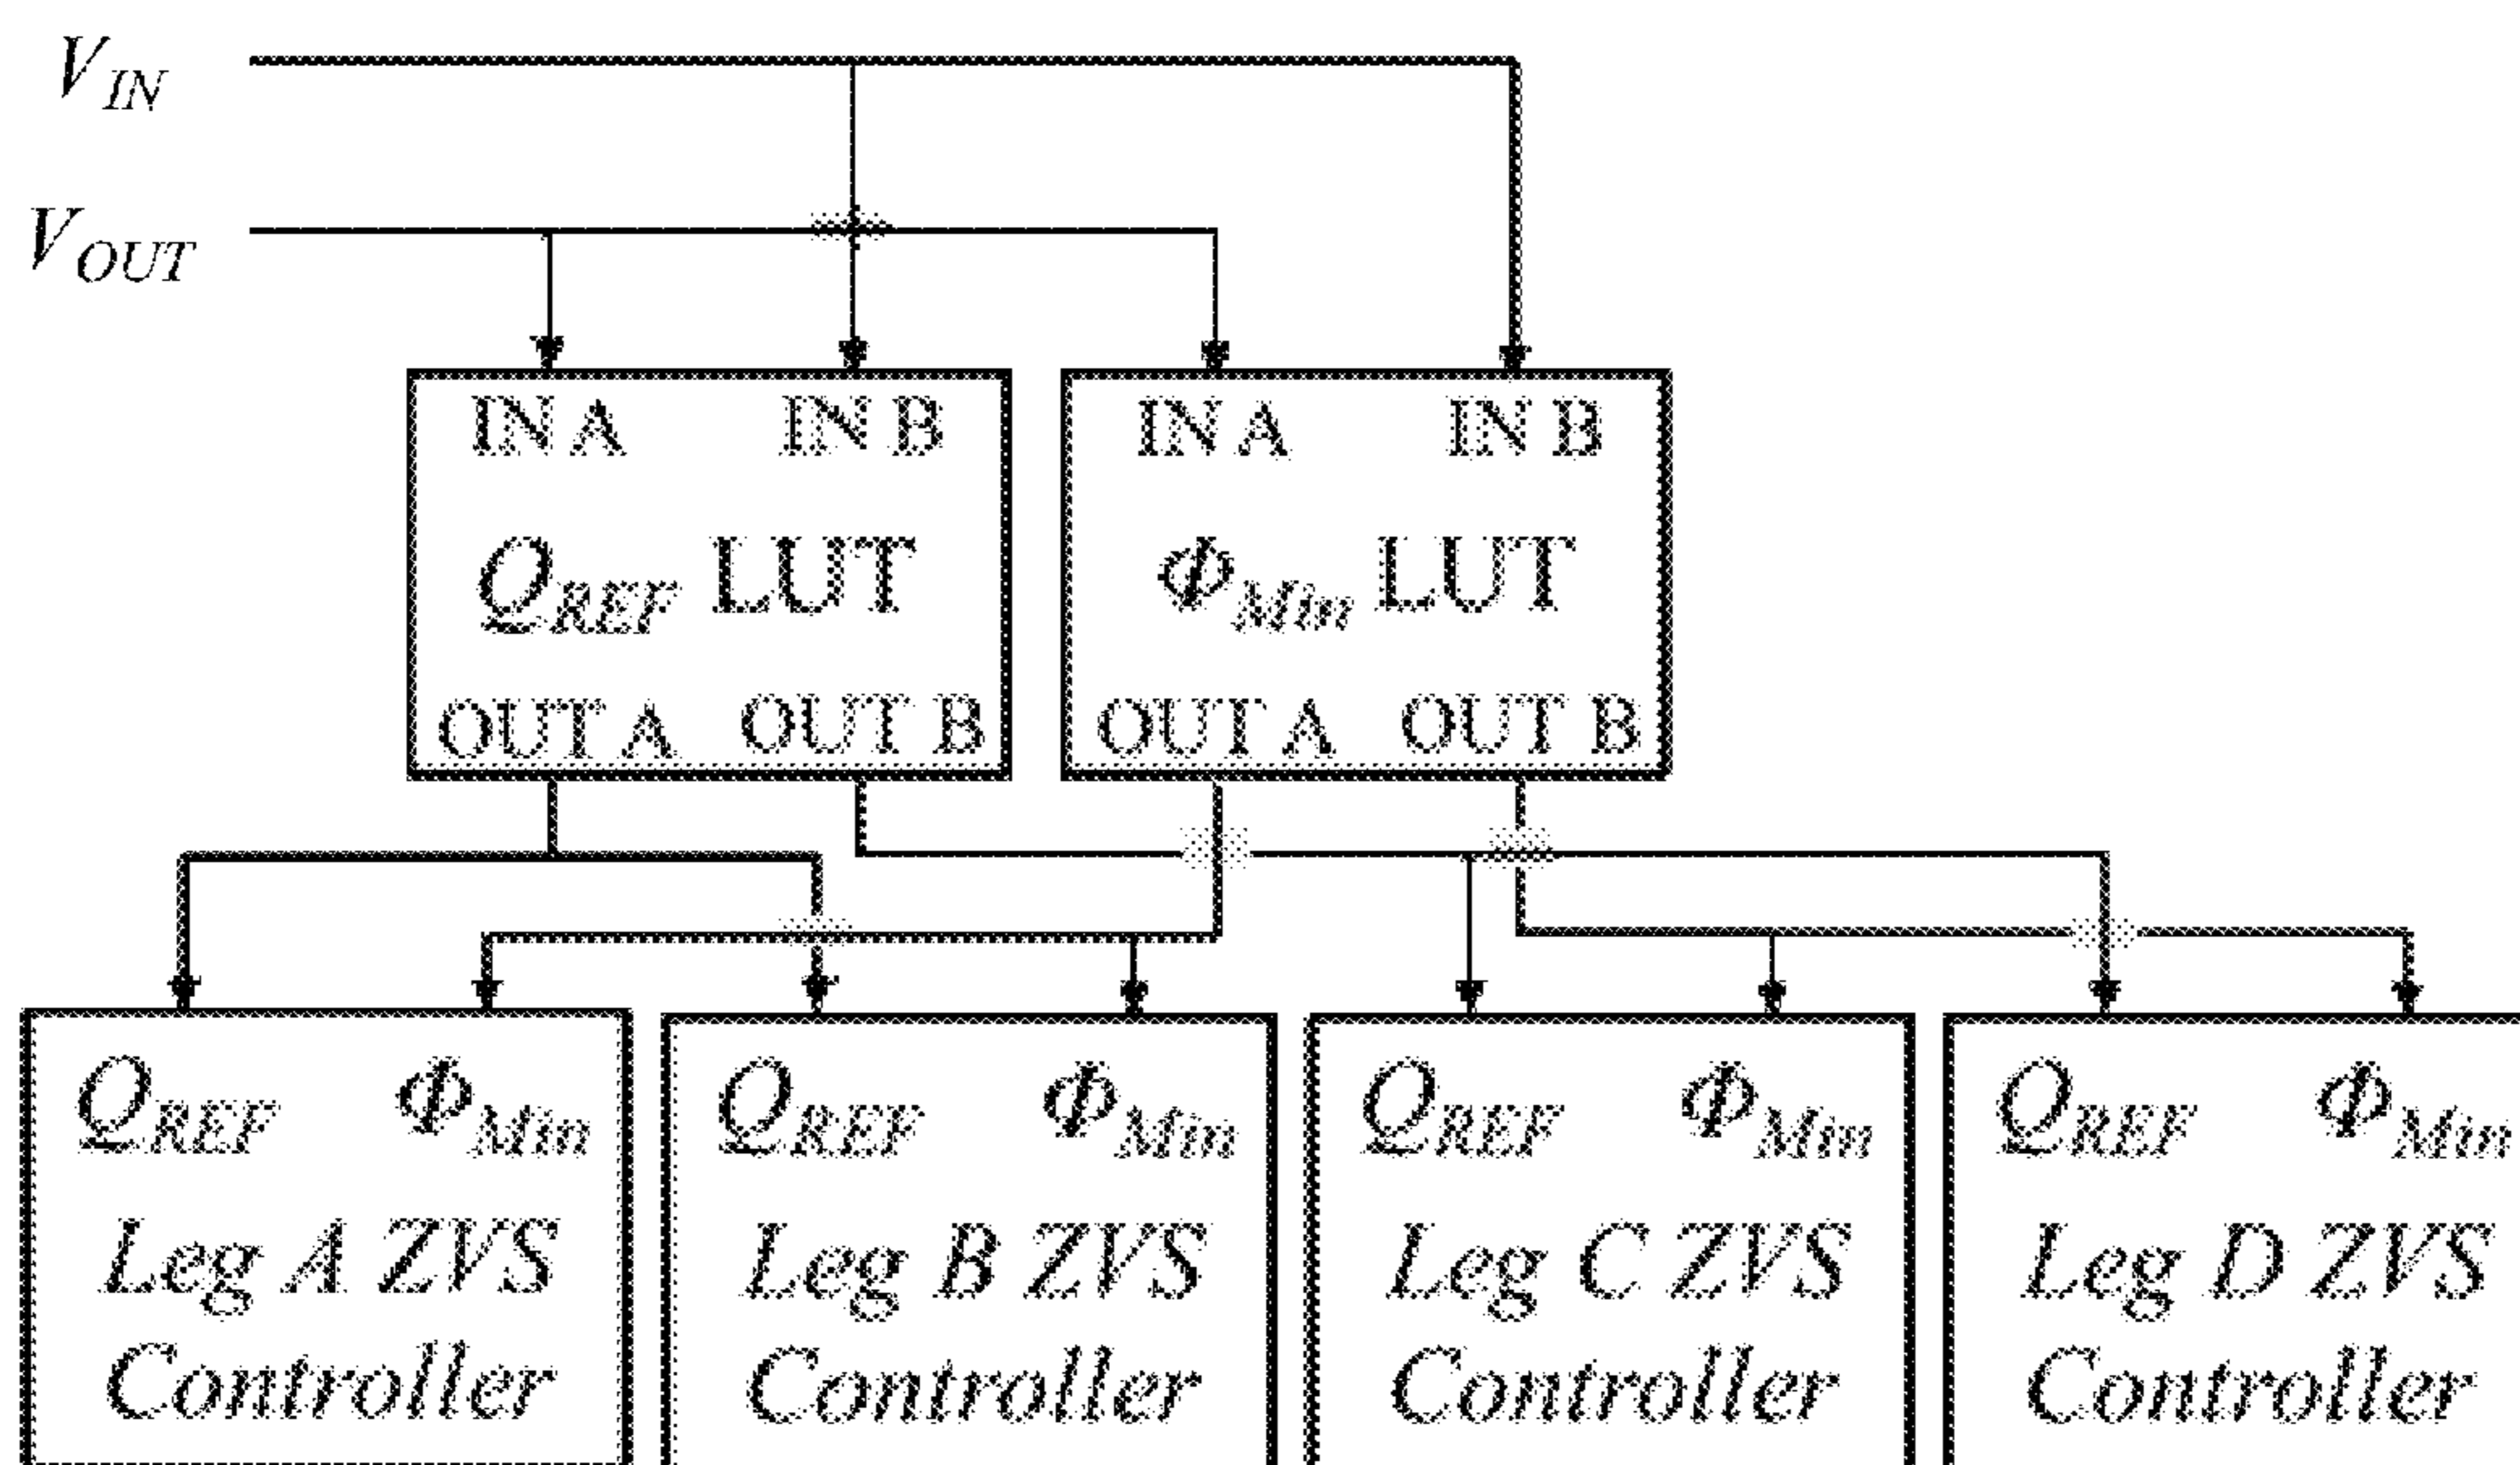 V_IN
V_OUT
IN A IN B IN A IN B
Q_REF LUT Φ_Min LUT
OUT A OUT B OUT A OUT B
Q_REF Φ_Min Q_REF Φ_Min Q_REF Φ_Min Q_REF Φ_Min
Leg A ZVS Leg B ZVS Leg C ZVS Leg D ZVS
Controller Controller Controller Controller